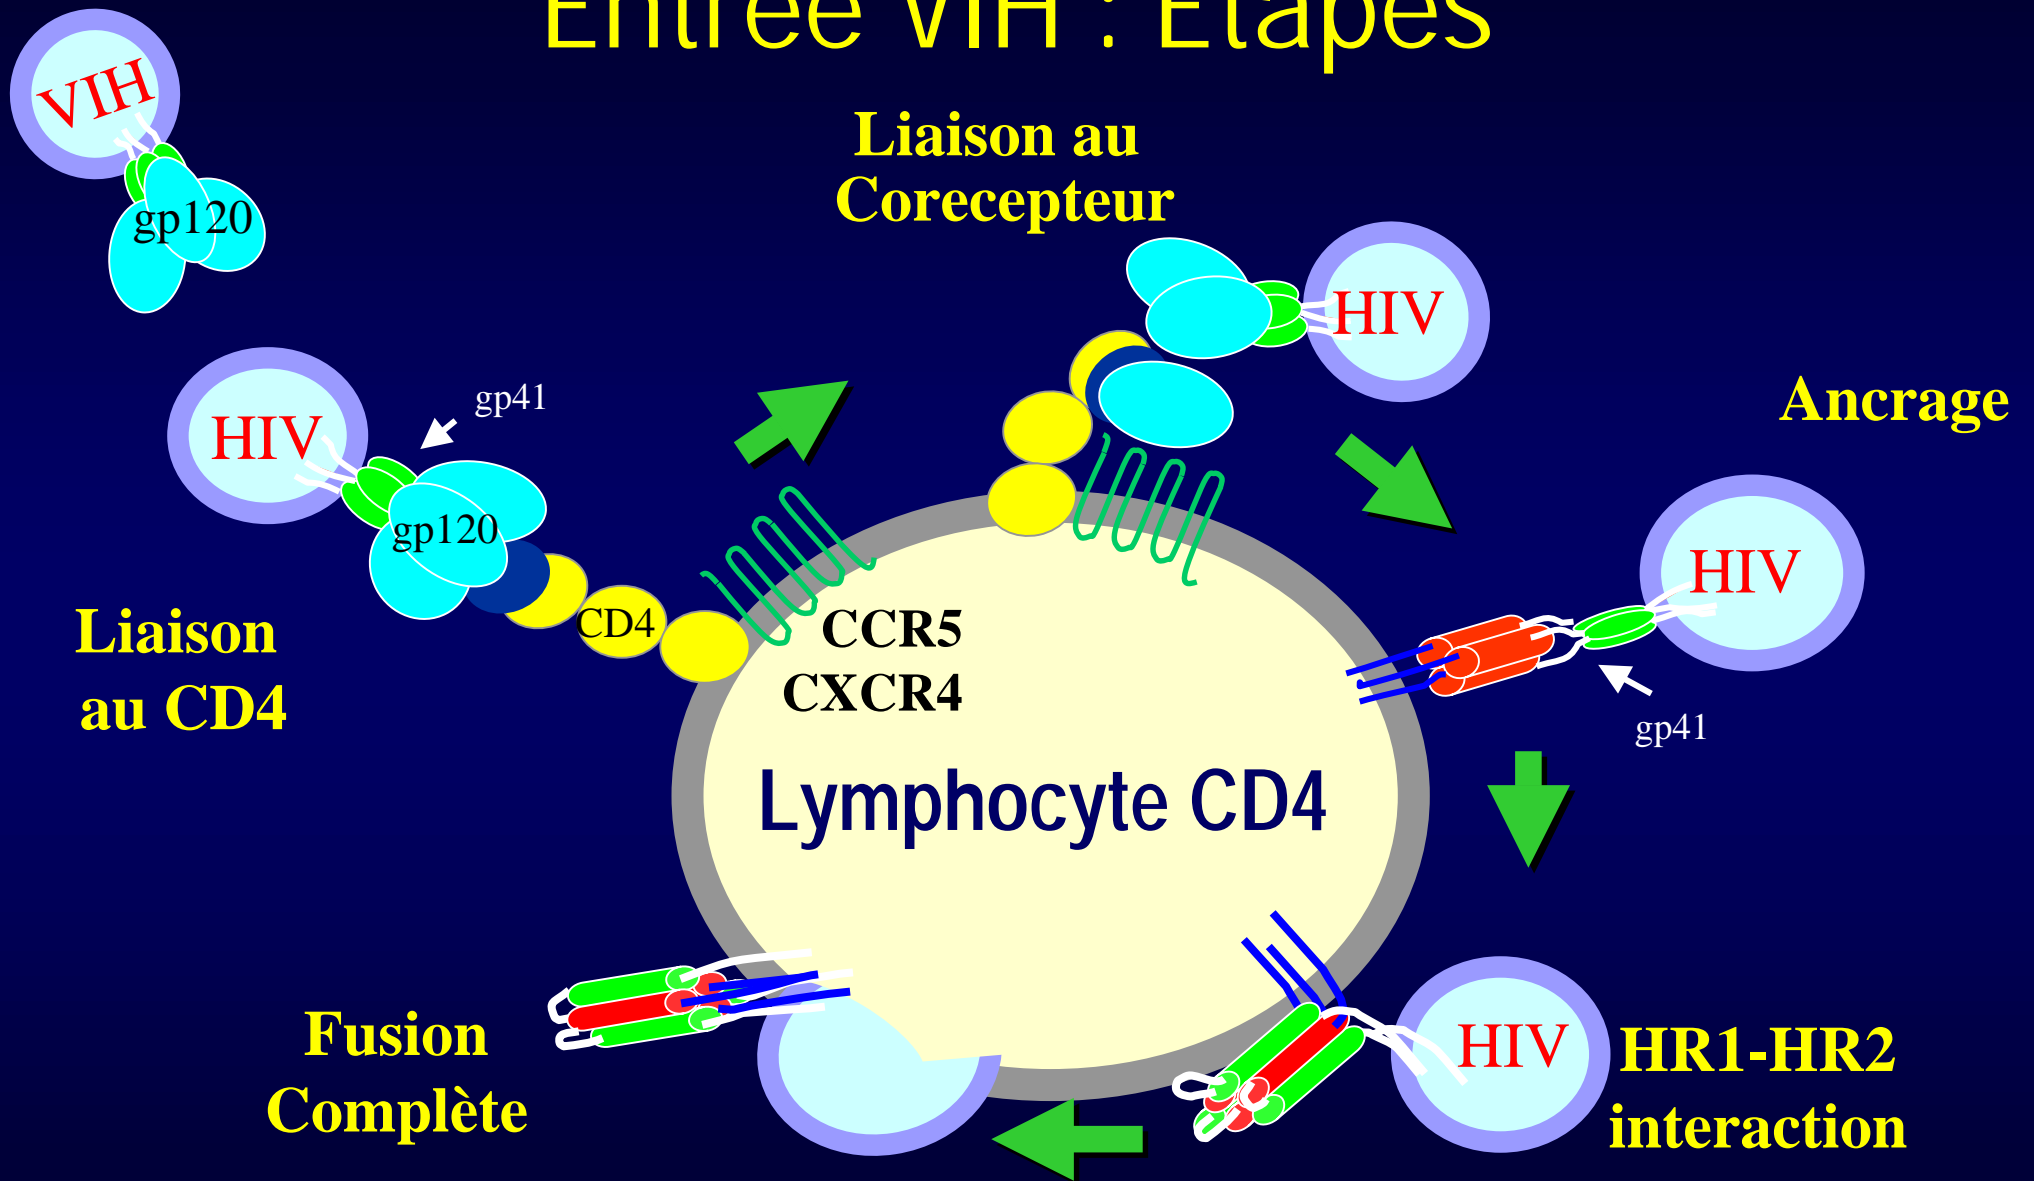 Entrée VIH : Etapes
VIH
gp120
Liaison au
Corecepteur
HIV
gp41
HIV
gp120
CD4
Liaison
au CD4
CCR5
CXCR4
Ancrage
HIV
gp41
Lymphocyte CD4
HIV
HR1-HR2
interaction
Fusion
Complète